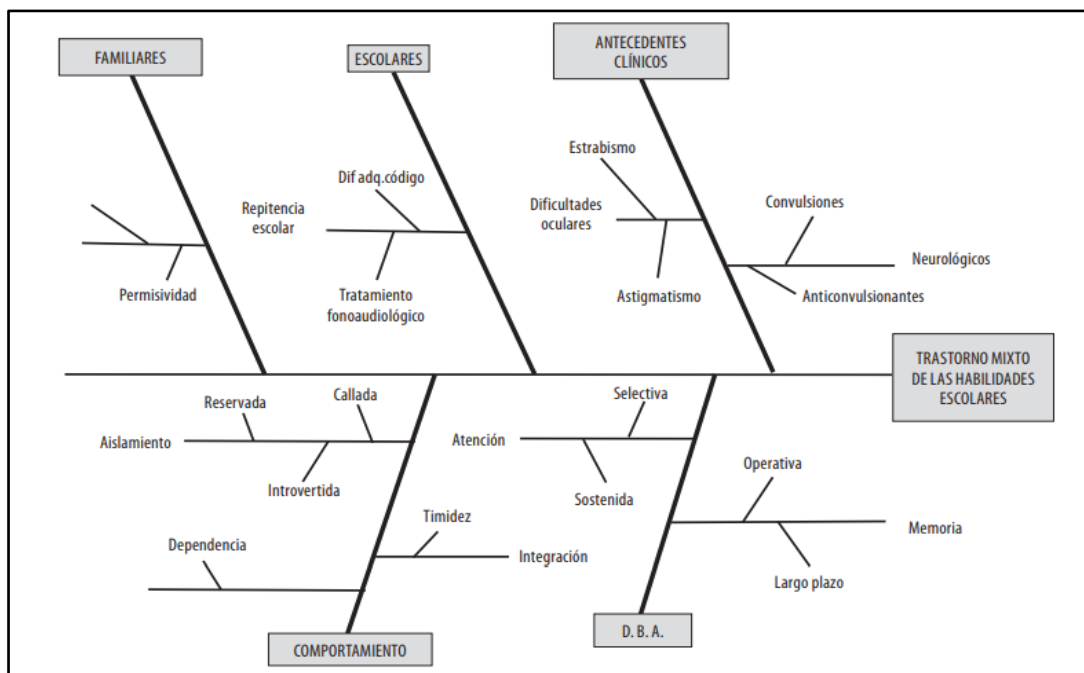 FAMILIARES
ESCOLARES
ANTECEDENTES
CLÍNICOS
Estrabismo
Dif adq.código
Repitencia
escolar
Dificultades
oculares
Convulsiones
Neurológicos
Permisividad
Tratamiento
fonoaudiológico
Astigmatismo
Anticonvulsionantes
TRASTORNO MIXTO
DE LAS HABILIDADES
ESCOLARES
Reservada
Callada
Selectiva
Aislamiento
Atención
Introvertida
Sostenida
Operativa
Timidez
Memoria
Dependencia
Integración
Largo plazo
COMPORTAMIENTO
D. B. A.